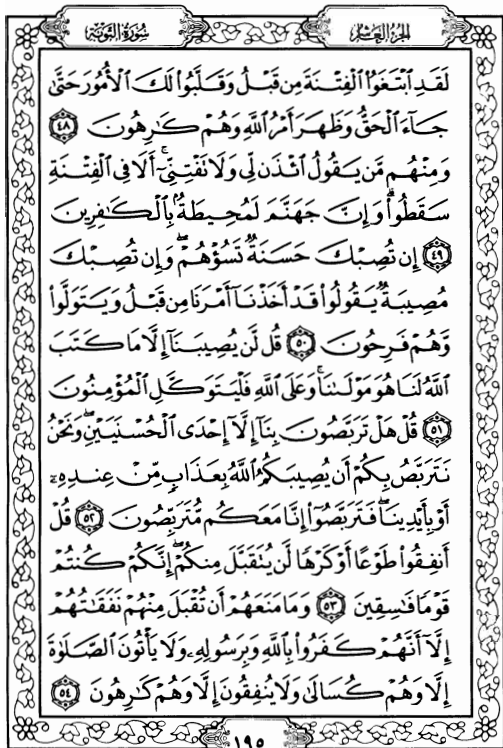 الجزء العاشر
سورة التوبة
لَقَدِ ٱبْتَغَوُا۟ ٱلْفِتْنَةَ مِن قَبْلُ وَقَلَّبُوا۟ لَكَ ٱلْأُمُورَ حَتَّىٰ
جَآءَ ٱلْحَقُّ وَظَهَرَ أَمْرُ ٱللَّهِ وَهُمْ كَٰرِهُونَ ٤٨
وَمِنْهُم مَّن يَقُولُ ٱئْذَن لِّى وَلَا تَفْتِنِّىٓ ۚ أَلَا فِى ٱلْفِتْنَةِ
سَقَطُوا۟ ۗ وَإِنَّ جَهَنَّمَ لَمُحِيطَةٌۢ بِٱلْكَٰفِرِينَ
٤٩ إِن تُصِبْكَ حَسَنَةٌ تَسُؤْهُمْ ۖ وَإِن تُصِبْكَ
مُصِيبَةٌ يَقُولُوا۟ قَدْ أَخَذْنَآ أَمْرَنَا مِن قَبْلُ وَيَتَوَلَّوا۟
وَّهُمْ فَرِحُونَ ٥٠ قُل لَّن يُصِيبَنَآ إِلَّا مَا كَتَبَ
ٱللَّهُ لَنَا هُوَ مَوْلَىٰنَا ۚ وَعَلَى ٱللَّهِ فَلْيَتَوَكَّلِ ٱلْمُؤْمِنُونَ
٥١ قُلْ هَلْ تَرَبَّصُونَ بِنَآ إِلَّآ إِحْدَى ٱلْحُسْنَيَيْنِ ۖ وَنَحْنُ
نَتَرَبَّصُ بِكُمْ أَن يُصِيبَكُمُ ٱللَّهُ بِعَذَابٍ مِّنْ عِندِهِۦٓ
أَوْ بِأَيْدِينَا ۖ فَتَرَبَّصُوٓا۟ إِنَّا مَعَكُم مُّتَرَبِّصُونَ ٥٢ قُلْ
أَنفِقُوا۟ طَوْعًا أَوْ كَرْهًا لَّن يُتَقَبَّلَ مِنكُمْ ۖ إِنَّكُمْ كُنتُمْ
قَوْمًا فَٰسِقِينَ ٥٣ وَمَا مَنَعَهُمْ أَن تُقْبَلَ مِنْهُمْ نَفَقَٰتُهُمْ
إِلَّآ أَنَّهُمْ كَفَرُوا۟ بِٱللَّهِ وَبِرَسُولِهِۦ وَلَا يَأْتُونَ ٱلصَّلَوٰةَ
إِلَّا وَهُمْ كُسَالَىٰ وَلَا يُنفِقُونَ إِلَّا وَهُمْ كَٰرِهُونَ ٥٤
١٩٥